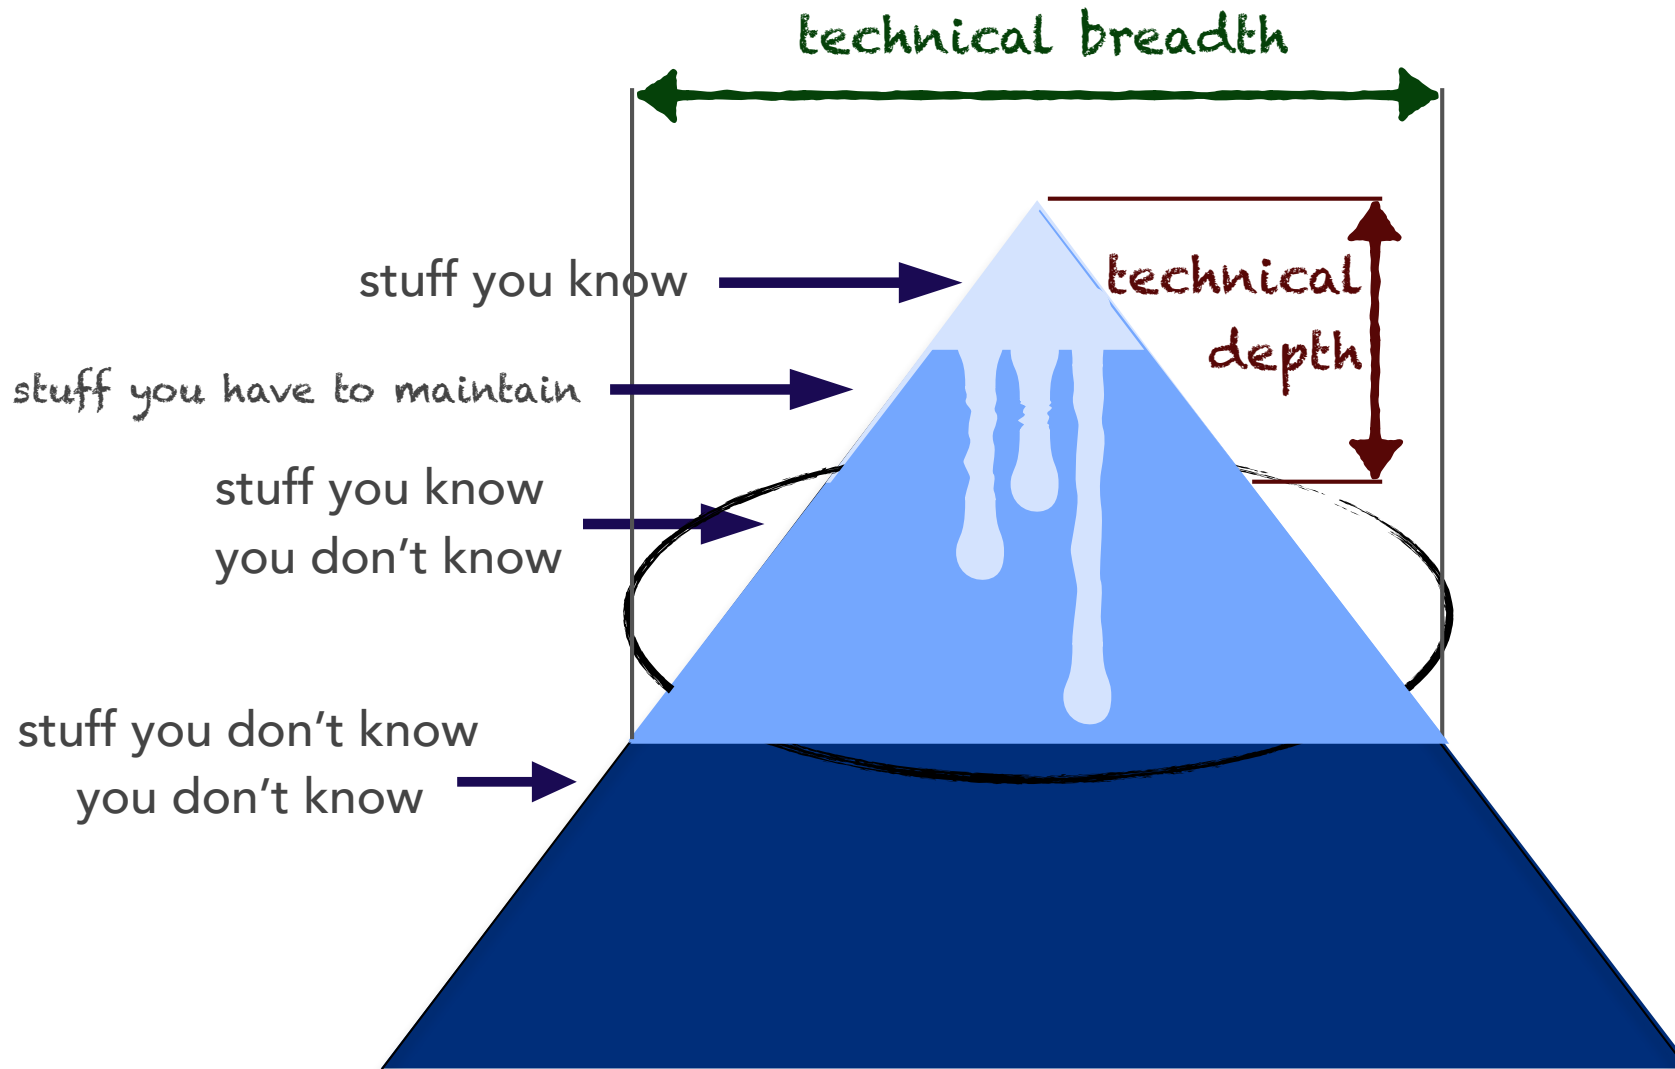 technical breadth
stuff you know
technical
depth
stuff you have to maintain
stuff you know
you don’t know
stuff you don’t know
you don’t know